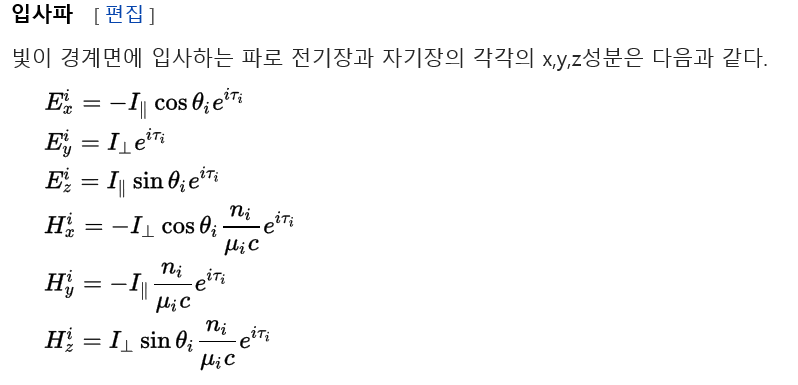 입사파 [편집]
빛이 경계면에 입사하는 파로 전기장과 자기장의 각각의 x,y,z성분은 다음과 같다.
$E_x^i = -I_\parallel \cos\theta_i e^{i\tau_i}$
$E_y^i = I_\perp e^{i\tau_i}$
$E_z^i = I_\parallel \sin\theta_i e^{i\tau_i}$
$H_x^i = -I_\perp \cos\theta_i \frac{n_i}{\mu_i c} e^{i\tau_i}$
$H_y^i = -I_\parallel \frac{n_i}{\mu_i c} e^{i\tau_i}$
$H_z^i = I_\perp \sin\theta_i \frac{n_i}{\mu_i c} e^{i\tau_i}$